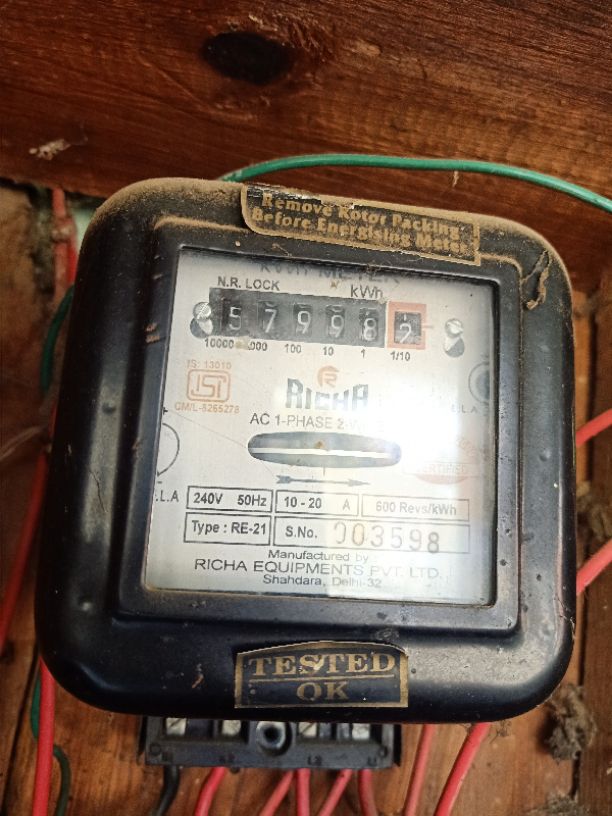 Remove Rotor Packing
Before Energising Meter
N.R. LOCK kWh
5 7 9 9 8 2
10000 100 10 1 1/10
IS: 13010
ISI
CM/L-8265278
RICHA
AC 1-PHASE
240V 50Hz 10 - 20 A 600 Revs/kWh
Type : RE-21 S.No. 003598
Manufactured by
RICHA EQUIPMENTS PVT. LTD.
Shahdara, Delhi-32
TESTED
OK